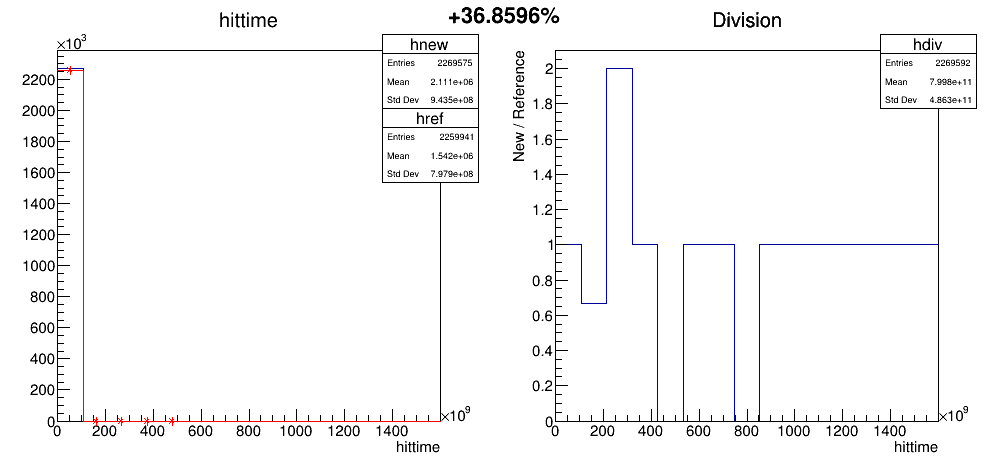 +36.8596%
hittime
×10³
hnew
Entries 2269575
Mean 2.111e+06
Std Dev 9.435e+08
href
Entries 2259941
Mean 1.542e+06
Std Dev 7.979e+08
2200
2000
1800
1600
1400
1200
1000
800
600
400
200
0
0 200 400 600 800 1000 1200 1400
×10⁹
hittime
Division
hdiv
Entries 2269592
Mean 7.998e+11
Std Dev 4.863e+11
New / Reference
2
1.8
1.6
1.4
1.2
1
0.8
0.6
0.4
0.2
0
0 200 400 600 800 1000 1200 1400
×10⁹
hittime